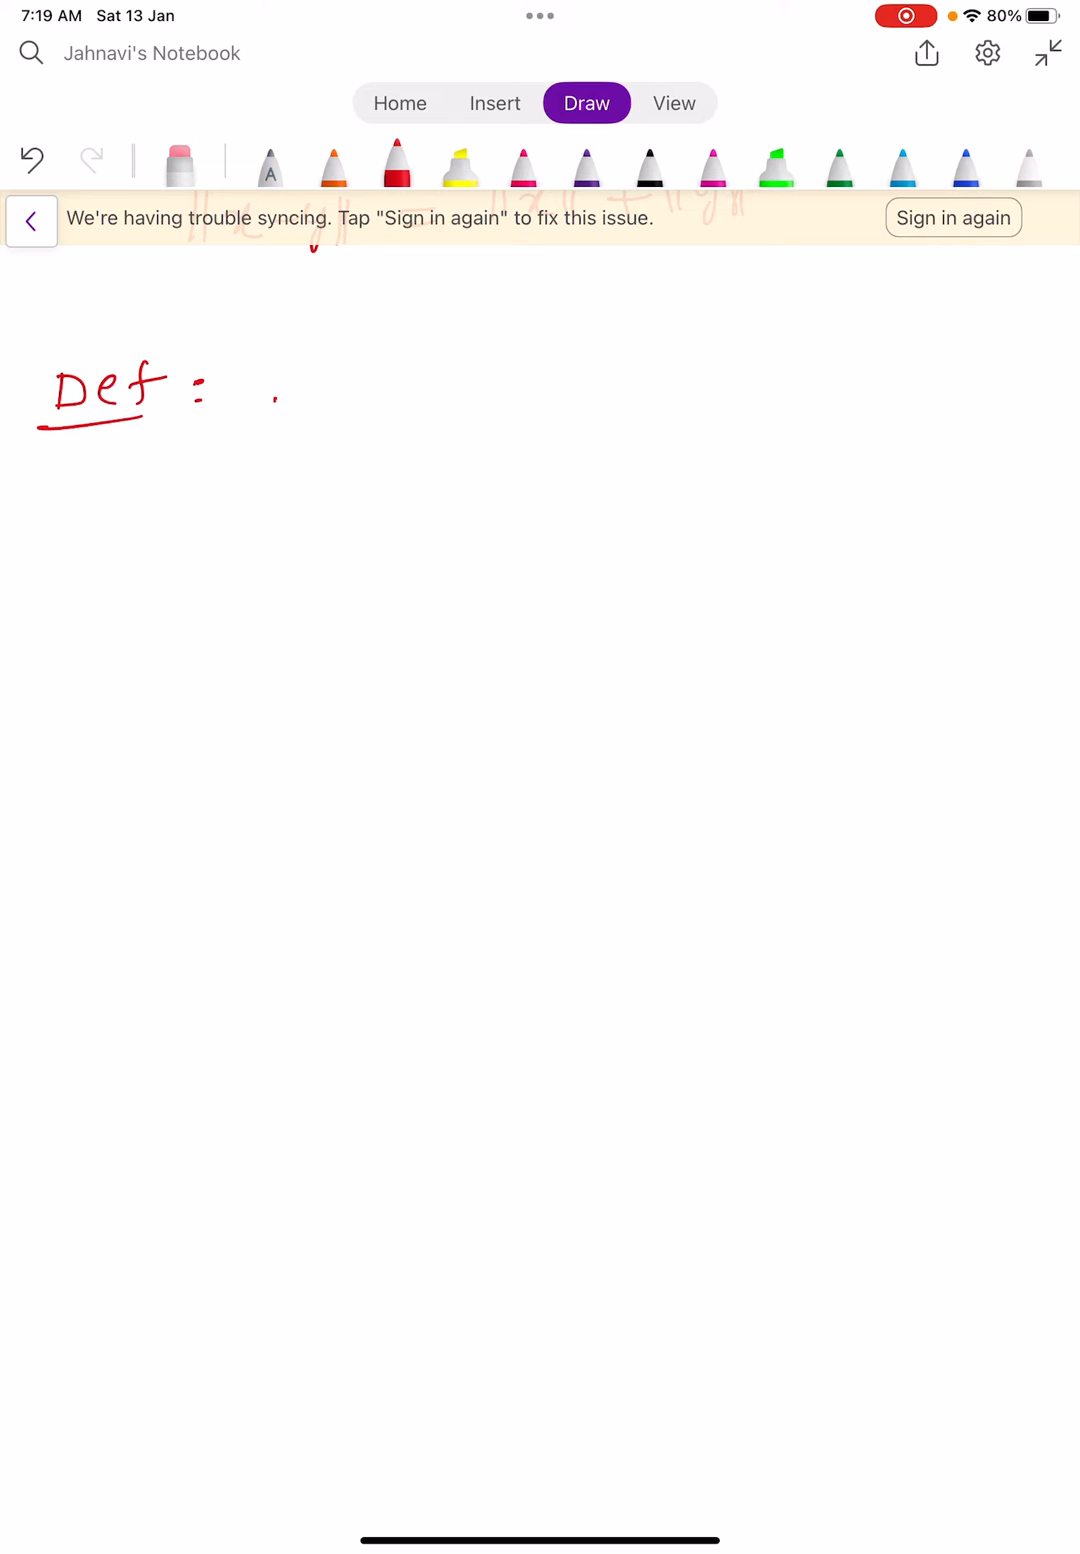 7:19 AM Sat 13 Jan
80%
Jahnavi's Notebook
Home Insert Draw View
A
We're having trouble syncing. Tap "Sign in again" to fix this issue. Sign in again
Def :